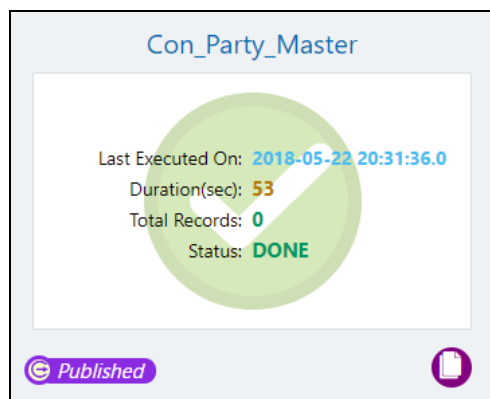 Con_Party_Master
Last Executed On: 2018-05-22 20:31:36.0
Duration(sec): 53
Total Records: 0
Status: DONE
Published